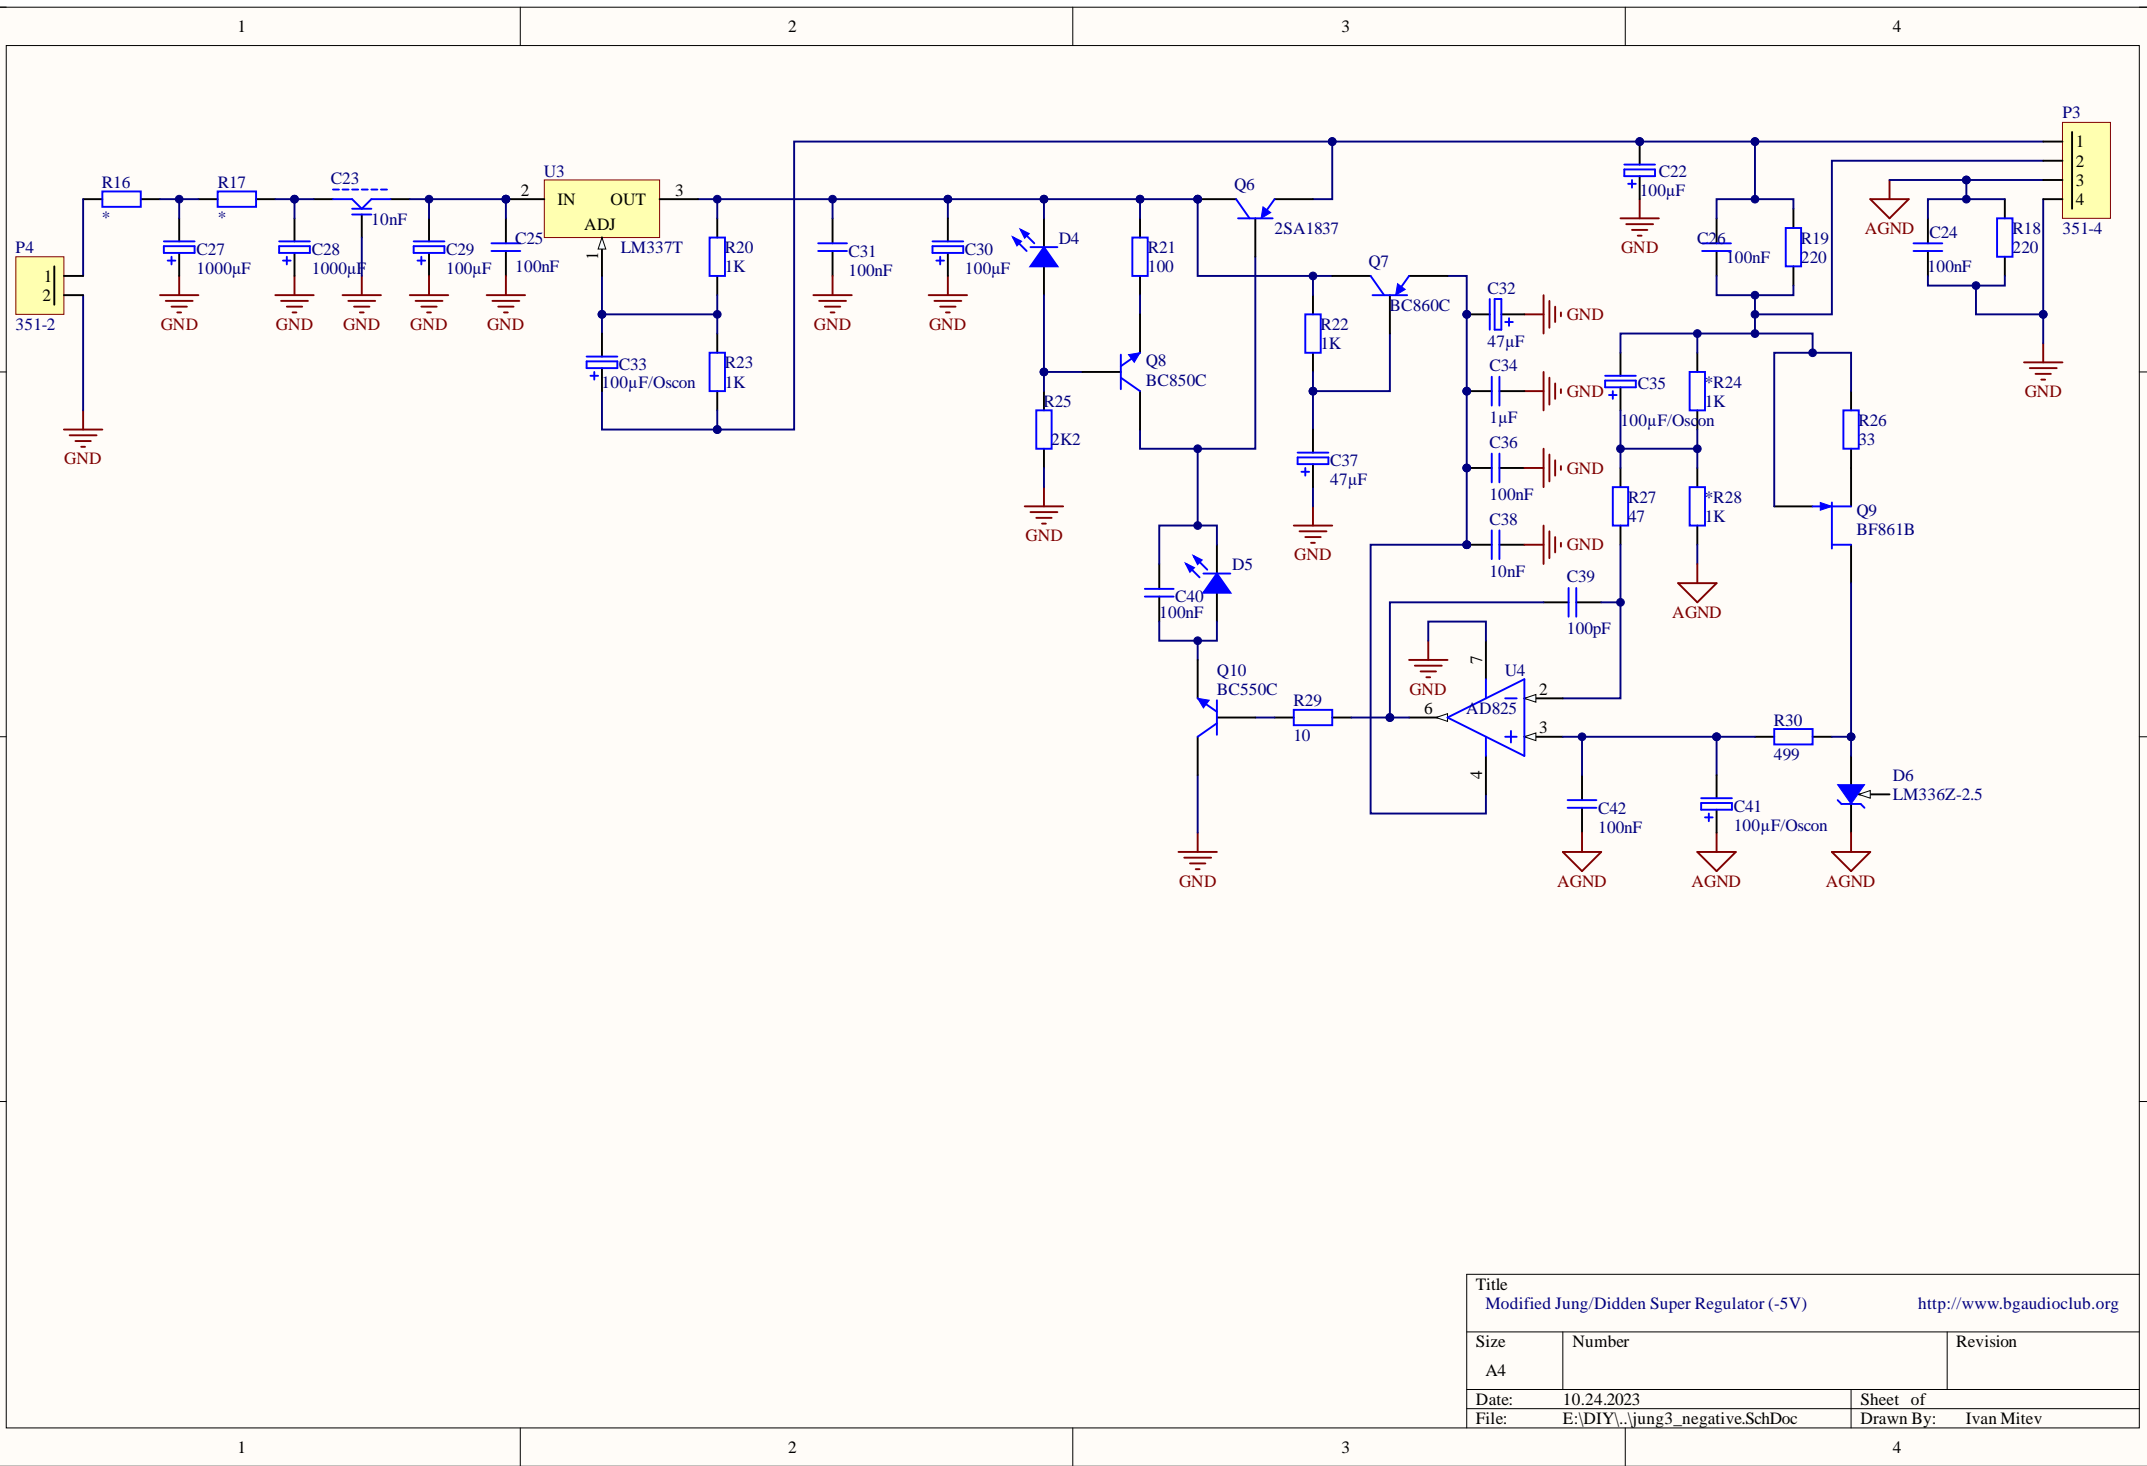 1 2 3 4
P4
1
2
351-2
GND
R16
*
C27
1000µF
GND
R17
*
C28
1000µF
GND
C23
10nF
GND
C29
100µF
GND
C25
100nF
GND
U3
2
IN OUT
3
ADJ
1
LM337T
R20
1K
C33
100µF/Oscon
R23
1K
C31
100nF
GND
C30
100µF
GND
D4
R25
2K2
GND
R21
100
Q8
BC850C
Q6
2SA1837
Q7
BC860C
R22
1K
C37
47µF
GND
C32
47µF
GND
C34
1µF
GND
C36
100nF
GND
C38
10nF
GND
C40
100nF
D5
Q10
BC550C
GND
R29
10
GND
U4
AD825
7
2
6
3
4
C39
100pF
C22
100µF
GND
C26
100nF
R19
220
AGND
C24
100nF
R18
220
P3
1
2
3
4
351-4
GND
C35
100µF/Oscon
*R24
1K
R27
47
*R28
1K
AGND
R26
33
Q9
BF861B
R30
499
C42
100nF
AGND
C41
100µF/Oscon
AGND
D6
LM336Z-2.5
AGND
Title
Modified Jung/Didden Super Regulator (-5V) http://www.bgaudioclub.org
Size Number Revision
A4
Date: 10.24.2023 Sheet of
File: E:\DIY\..\jung3_negative.SchDoc Drawn By: Ivan Mitev
1 2 3 4